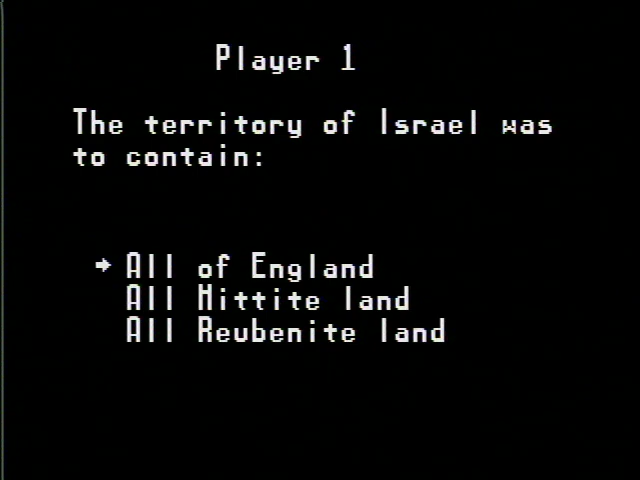 Player 1
The territory of Israel was
to contain:
All of England
All Hittite land
All Reubenite land